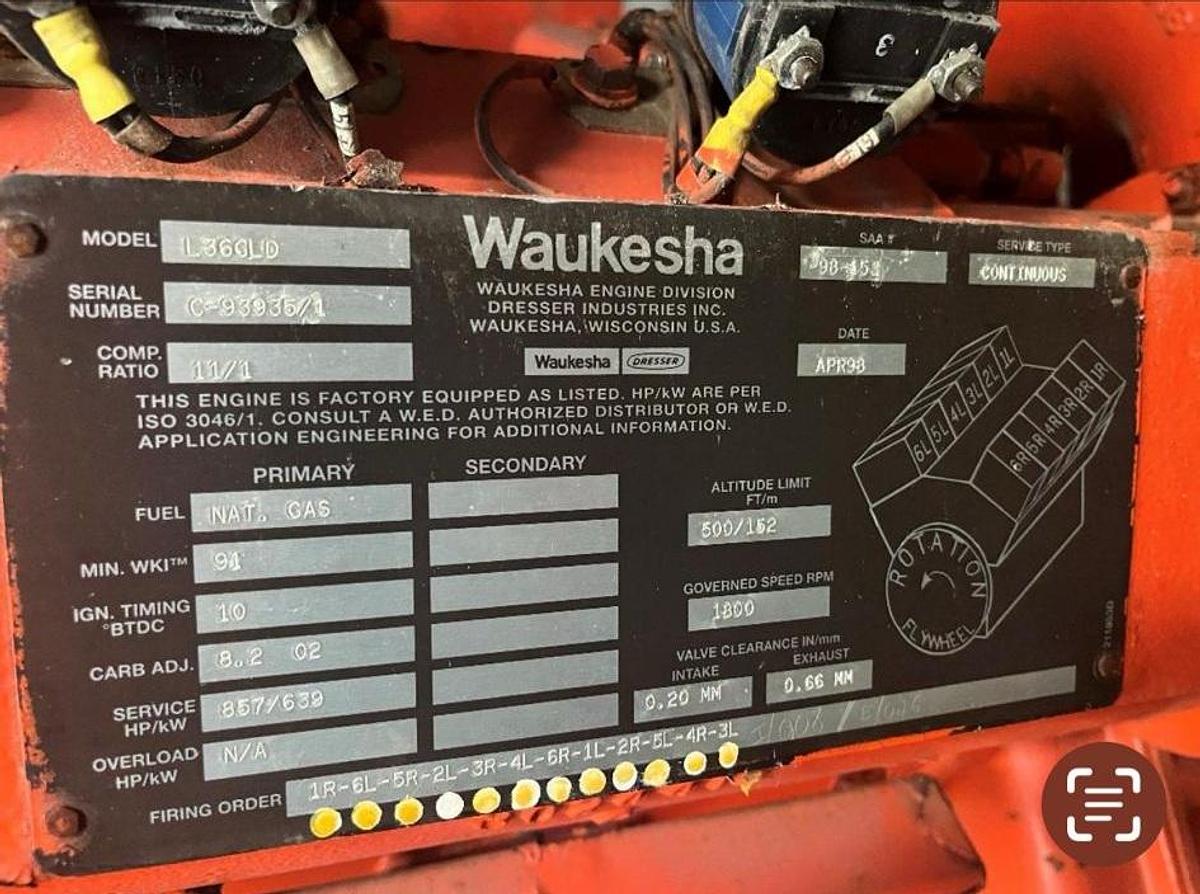 3
MODEL L36GLD
Waukesha
SAA #
SERVICE TYPE
CONTINUOUS
SERIAL NUMBER C-93935/1
WAUKESHA ENGINE DIVISION
DRESSER INDUSTRIES INC.
WAUKESHA, WISCONSIN U.S.A.
COMP. RATIO 11/1
Waukesha DRESSER
DATE
APR98
THIS ENGINE IS FACTORY EQUIPPED AS LISTED. HP/kW ARE PER
ISO 3046/1. CONSULT A W.E.D. AUTHORIZED DISTRIBUTOR OR W.E.D.
APPLICATION ENGINEERING FOR ADDITIONAL INFORMATION.
PRIMARY SECONDARY
FUEL NAT. GAS
MIN. WKI™ 91
IGN. TIMING °BTDC 10
CARB ADJ. 8.2 O2
SERVICE HP/kW 857/639
OVERLOAD HP/kW N/A
FIRING ORDER 1R-6L-5R-2L-3R-4L-6R-1L-2R-5L-4R-3L
ALTITUDE LIMIT
FT/m
500/152
GOVERNED SPEED RPM
1800
VALVE CLEARANCE IN/mm
INTAKE EXHAUST
0.20 MM 0.66 MM
6L 5L 4L 3L 2L 1L
6R 5R 4R 3R 2R 1R
ROTATION
FLYWHEEL